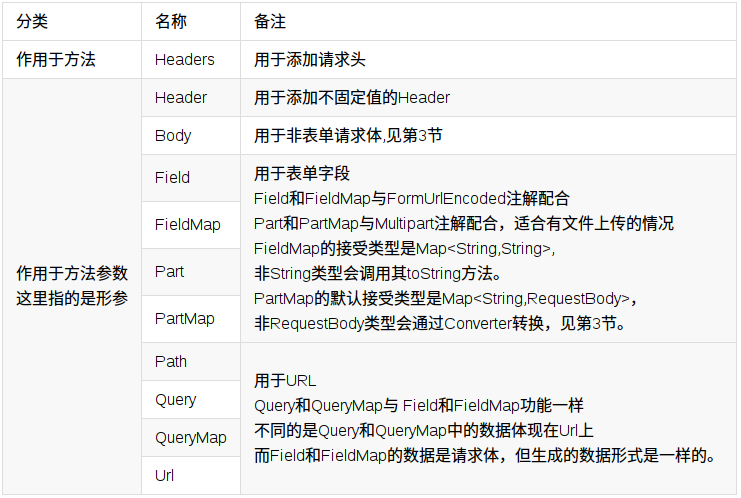 分类 名称 备注
作用于方法 Headers 用于添加请求头
作用于方法参数
这里指的是形参
Header 用于添加不固定值的Header
Body 用于非表单请求体,见第3节
Field
FieldMap
Part
PartMap
用于表单字段
Field和FieldMap与FormUrlEncoded注解配合
Part和PartMap与Multipart注解配合，适合有文件上传的情况
FieldMap的接受类型是Map<String,String>,
非String类型会调用其toString方法。
PartMap的默认接受类型是Map<String,RequestBody>，
非RequestBody类型会通过Converter转换，见第3节。
Path
Query
QueryMap
Url
用于URL
Query和QueryMap与 Field和FieldMap功能一样
不同的是Query和QueryMap中的数据体现在Url上
而Field和FieldMap的数据是请求体，但生成的数据形式是一样的。